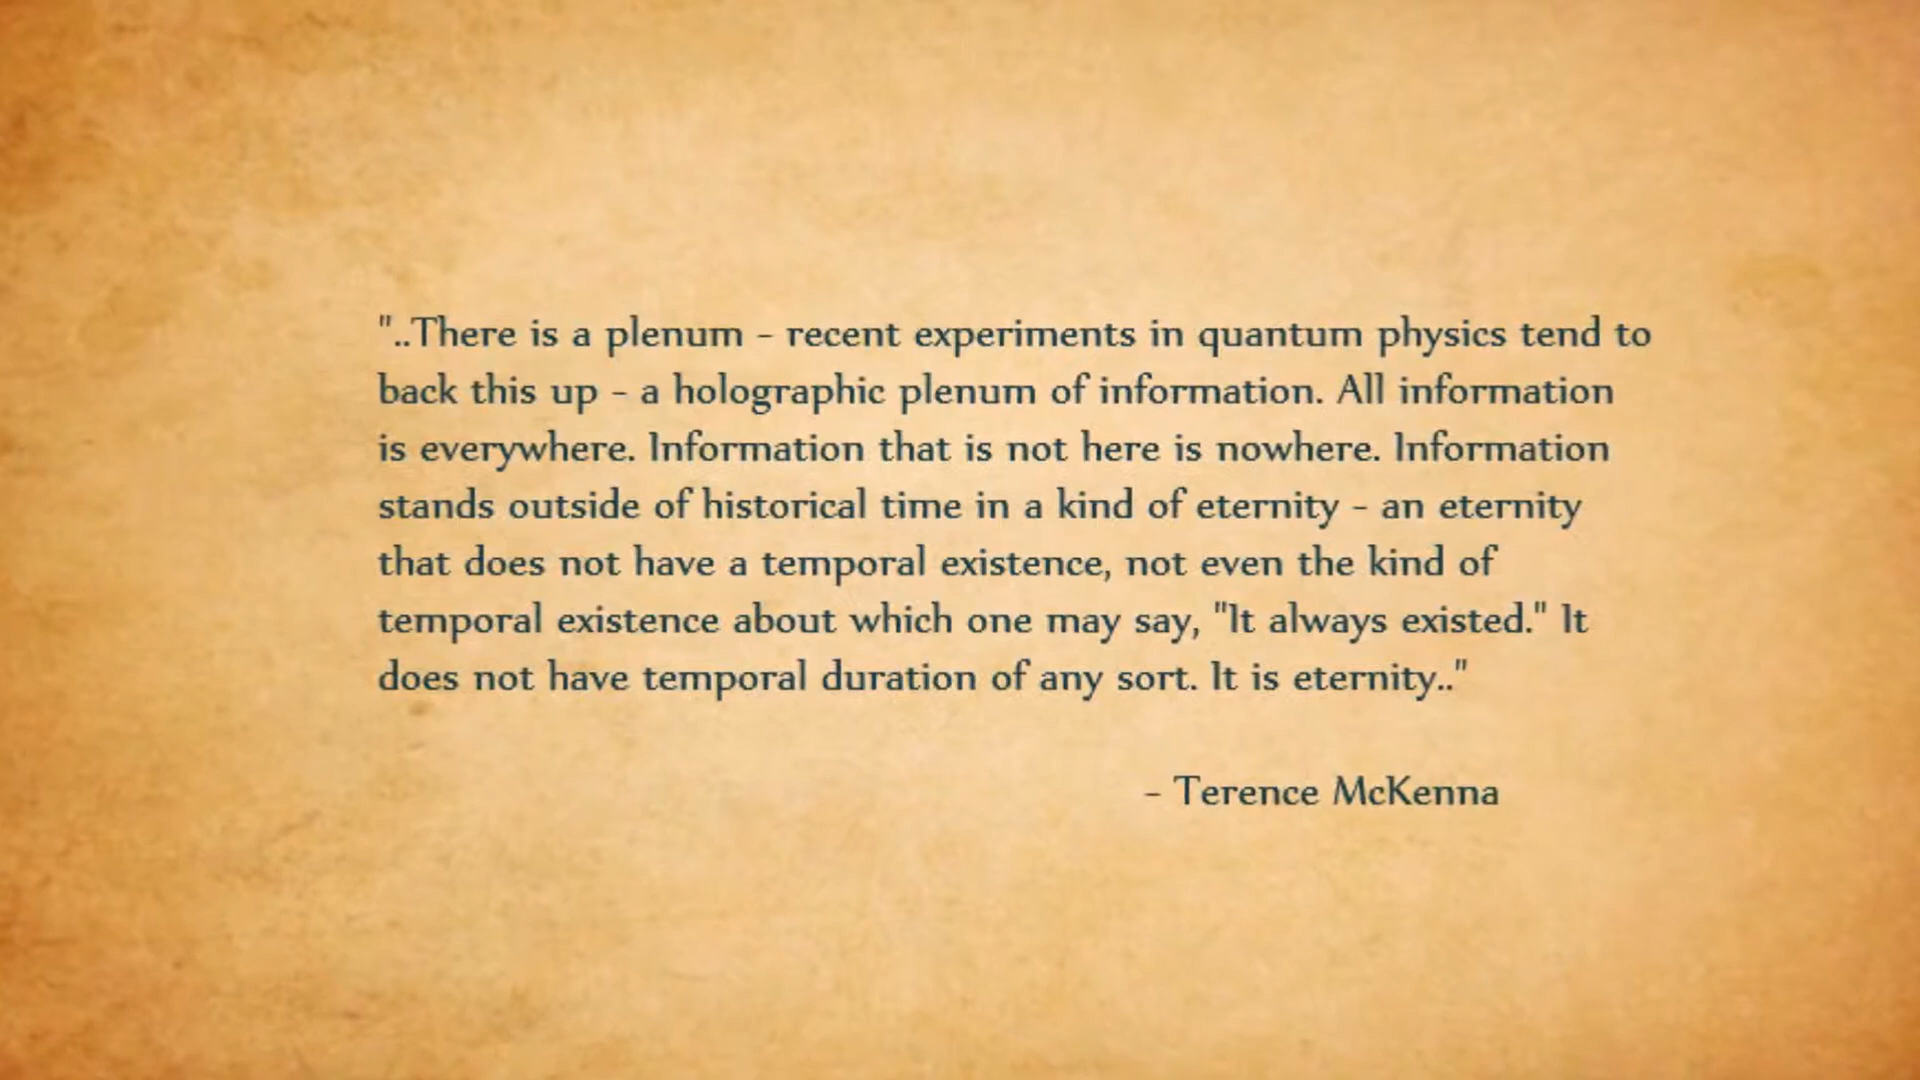 "..There is a plenum - recent experiments in quantum physics tend to
back this up - a holographic plenum of information. All information
is everywhere. Information that is not here is nowhere. Information
stands outside of historical time in a kind of eternity - an eternity
that does not have a temporal existence, not even the kind of
temporal existence about which one may say, "It always existed." It
does not have temporal duration of any sort. It is eternity.."
- Terence McKenna